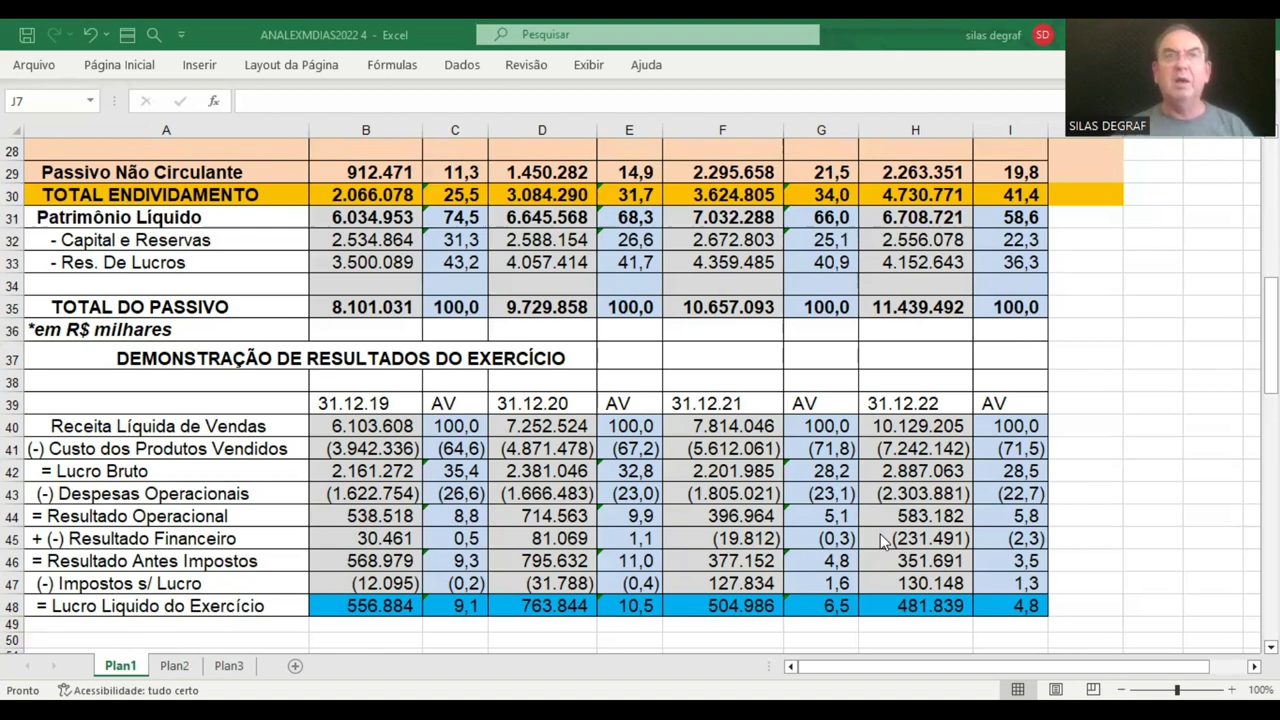 ANALEXMDIAS2022 4 - Excel
Pesquisar
silas degraf
SD
Arquivo Página Inicial Inserir Layout da Página Fórmulas Dados Revisão Exibir Ajuda
J7
fx
SILAS DEGRAF
A B C D E F G H I
28
29 Passivo Não Circulante 912.471 11,3 1.450.282 14,9 2.295.658 21,5 2.263.351 19,8
30 TOTAL ENDIVIDAMENTO 2.066.078 25,5 3.084.290 31,7 3.624.805 34,0 4.730.771 41,4
31 Patrimônio Líquido 6.034.953 74,5 6.645.568 68,3 7.032.288 66,0 6.708.721 58,6
32 - Capital e Reservas 2.534.864 31,3 2.588.154 26,6 2.672.803 25,1 2.556.078 22,3
33 - Res. De Lucros 3.500.089 43,2 4.057.414 41,7 4.359.485 40,9 4.152.643 36,3
34
35 TOTAL DO PASSIVO 8.101.031 100,0 9.729.858 100,0 10.657.093 100,0 11.439.492 100,0
36 *em R$ milhares
37 DEMONSTRAÇÃO DE RESULTADOS DO EXERCÍCIO
38
39 31.12.19 AV 31.12.20 AV 31.12.21 AV 31.12.22 AV
40 Receita Líquida de Vendas 6.103.608 100,0 7.252.524 100,0 7.814.046 100,0 10.129.205 100,0
41 (-) Custo dos Produtos Vendidos (3.942.336) (64,6) (4.871.478) (67,2) (5.612.061) (71,8) (7.242.142) (71,5)
42 = Lucro Bruto 2.161.272 35,4 2.381.046 32,8 2.201.985 28,2 2.887.063 28,5
43 (-) Despesas Operacionais (1.622.754) (26,6) (1.666.483) (23,0) (1.805.021) (23,1) (2.303.881) (22,7)
44 = Resultado Operacional 538.518 8,8 714.563 9,9 396.964 5,1 583.182 5,8
45 + (-) Resultado Financeiro 30.461 0,5 81.069 1,1 (19.812) (0,3) (231.491) (2,3)
46 = Resultado Antes Impostos 568.979 9,3 795.632 11,0 377.152 4,8 351.691 3,5
47 (-) Impostos s/ Lucro (12.095) (0,2) (31.788) (0,4) 127.834 1,6 130.148 1,3
48 = Lucro Liquido do Exercício 556.884 9,1 763.844 10,5 504.986 6,5 481.839 4,8
49
50
Plan1 Plan2 Plan3
Pronto Acessibilidade: tudo certo 100%